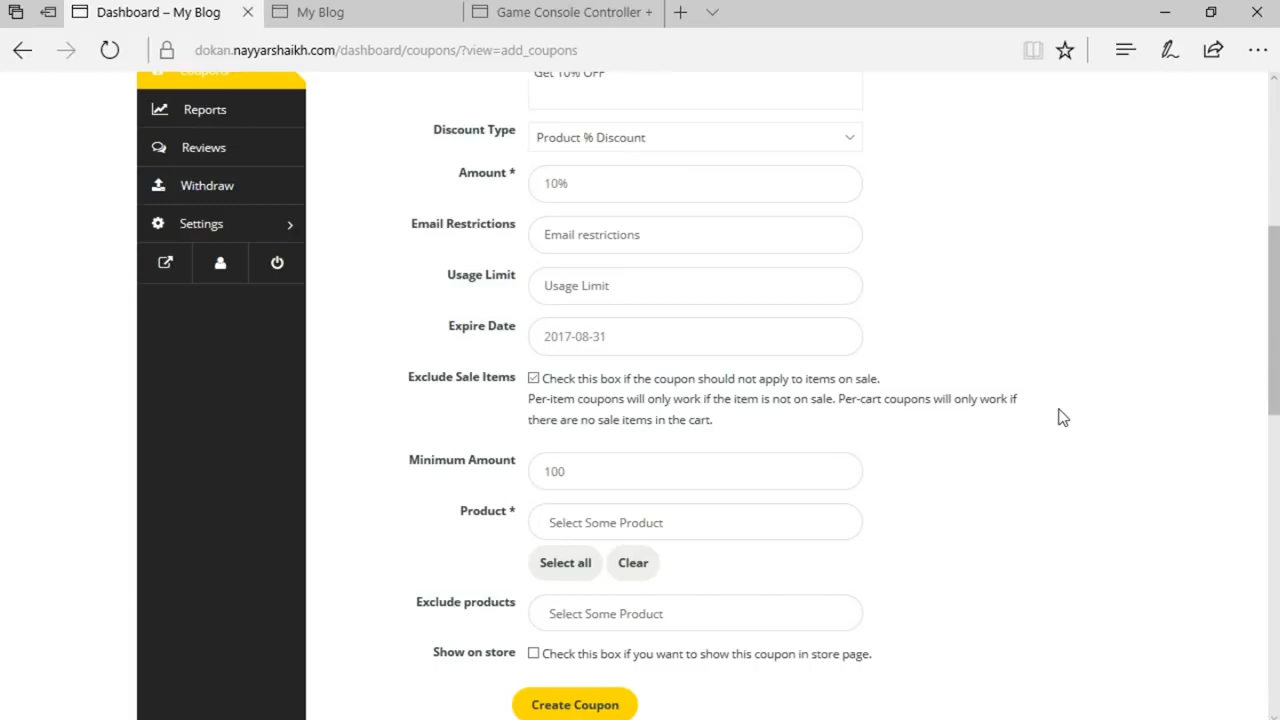 Dashboard – My Blog
My Blog
Game Console Controller +
dokan.nayyarshaikh.com/dashboard/coupons/?view=add_coupons
Coupons
Reports
Reviews
Withdraw
Settings
Get 10% OFF
Discount Type
Product % Discount
Amount *
10%
Email Restrictions
Email restrictions
Usage Limit
Usage Limit
Expire Date
2017-08-31
Exclude Sale Items
Check this box if the coupon should not apply to items on sale.
Per-item coupons will only work if the item is not on sale. Per-cart coupons will only work if
there are no sale items in the cart.
Minimum Amount
100
Product *
Select Some Product
Select all
Clear
Exclude products
Select Some Product
Show on store
Check this box if you want to show this coupon in store page.
Create Coupon